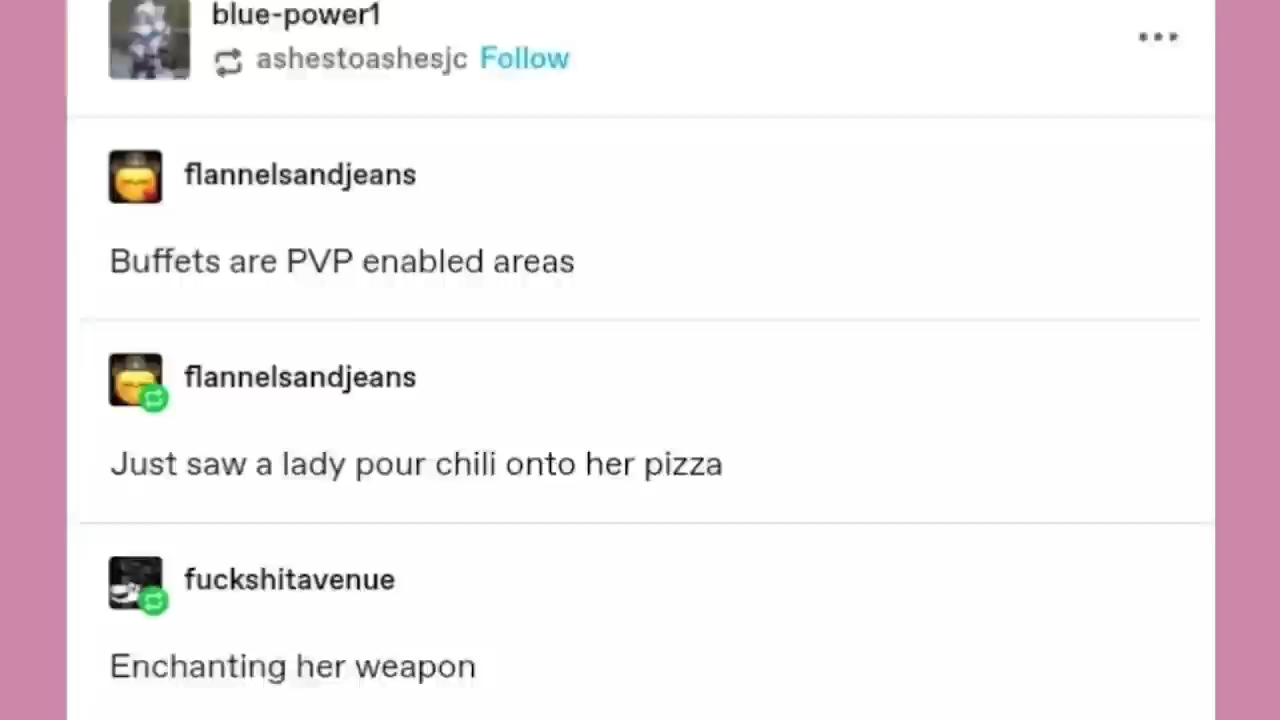 blue-power1
ashestoashesjc Follow
flannelsandjeans
Buffets are PVP enabled areas
flannelsandjeans
Just saw a lady pour chili onto her pizza
fuckshitavenue
Enchanting her weapon